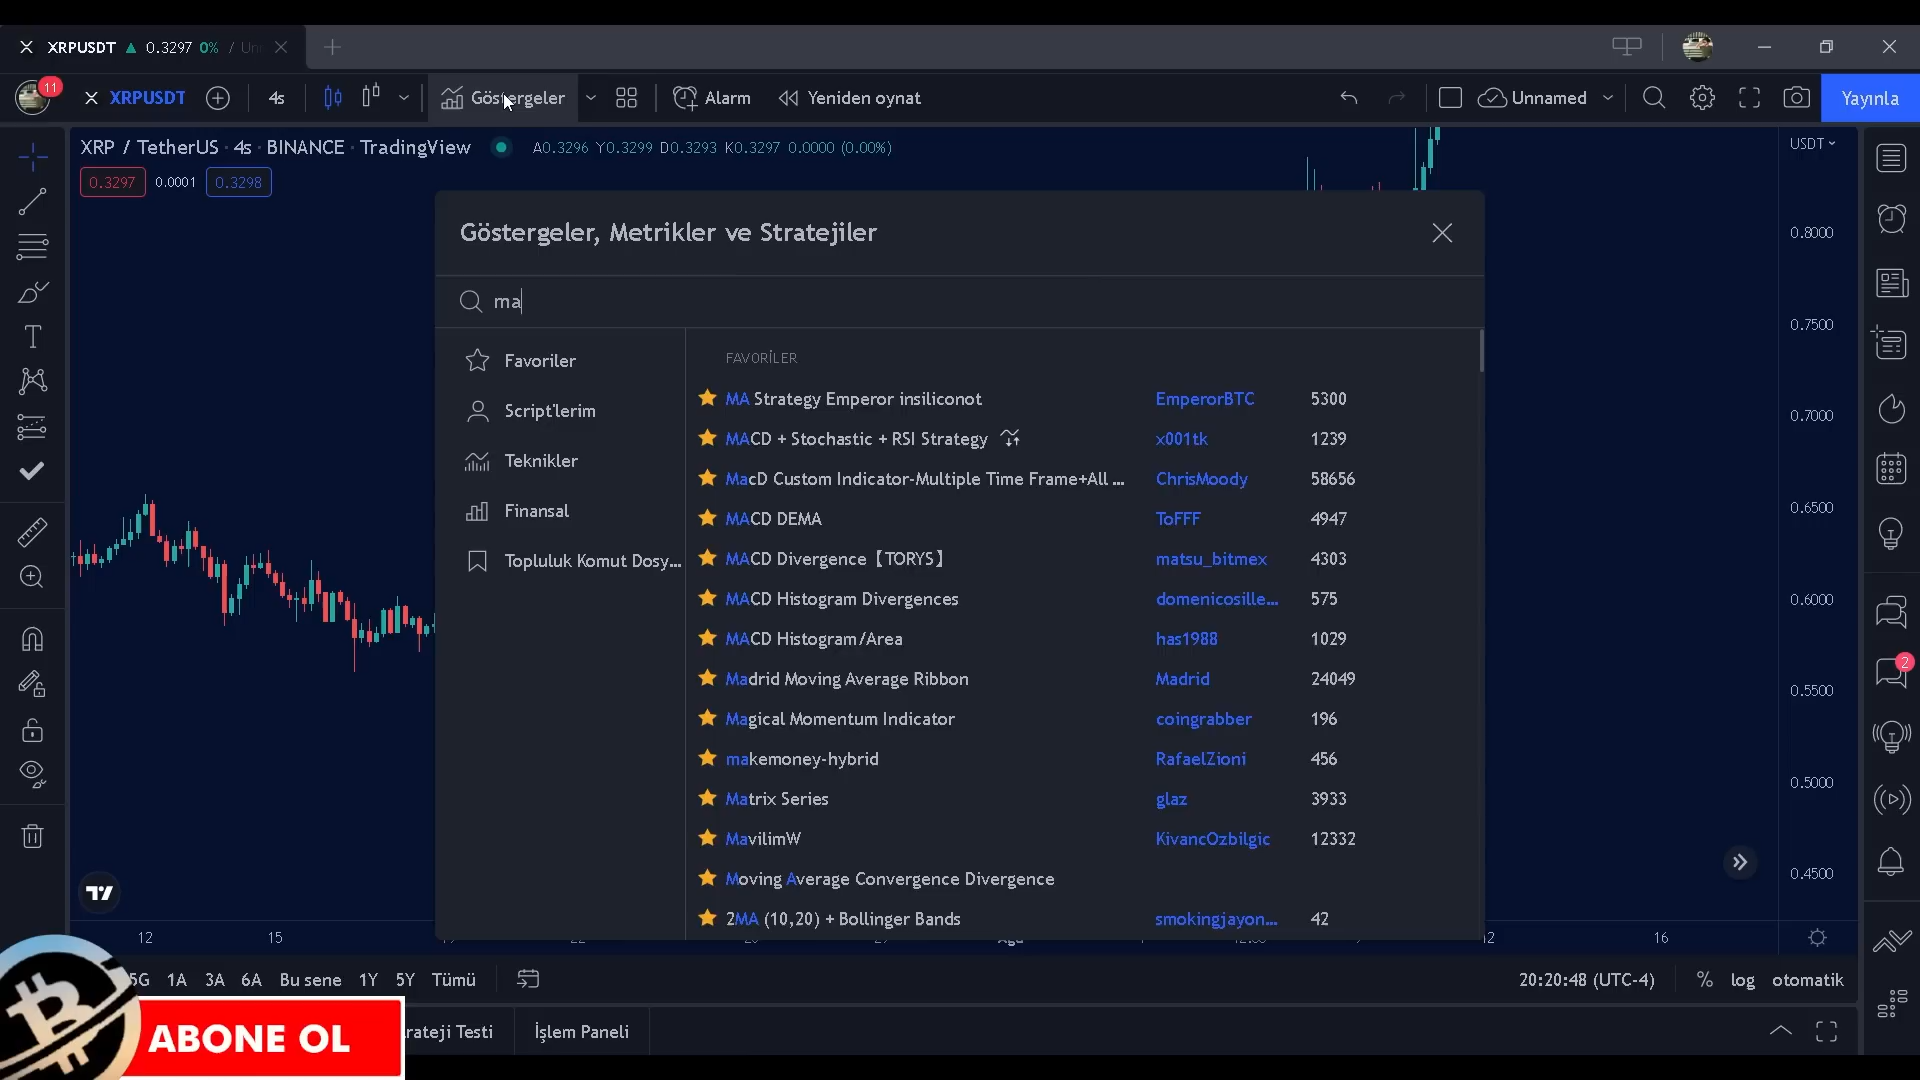 XRPUSDT ▲ 0.3297 0% / Un
11
XRPUSDT 4s Göstergeler Alarm Yeniden oynat Unnamed Yayınla
XRP / TetherUS · 4s · BINANCE · TradingView A0.3296 Y0.3299 D0.3293 K0.3297 0.0000 (0.00%)
USDT
0.3297 0.0001 0.3298
Göstergeler, Metrikler ve Stratejiler
ma
Favoriler
Script'lerim
Teknikler
Finansal
Topluluk Komut Dosy...
FAVORİLER
MA Strategy Emperor insiliconot EmperorBTC 5300
MACD + Stochastic + RSI Strategy x001tk 1239
MacD Custom Indicator-Multiple Time Frame+All ... ChrisMoody 58656
MACD DEMA ToFFF 4947
MACD Divergence【TORYS】 matsu_bitmex 4303
MACD Histogram Divergences domenicosille... 575
MACD Histogram/Area has1988 1029
Madrid Moving Average Ribbon Madrid 24049
Magical Momentum Indicator coingrabber 196
makemoney-hybrid RafaelZioni 456
Matrix Series glaz 3933
MavilimW KivancOzbilgic 12332
Moving Average Convergence Divergence
2MA (10,20) + Bollinger Bands smokingjayon... 42
0.8000
0.7500
0.7000
0.6500
0.6000
0.5500
0.5000
0.4500
2
12 15 12 16
5G 1A 3A 6A Bu sene 1Y 5Y Tümü 20:20:48 (UTC-4) % log otomatik
rateji Testi İşlem Paneli
ABONE OL